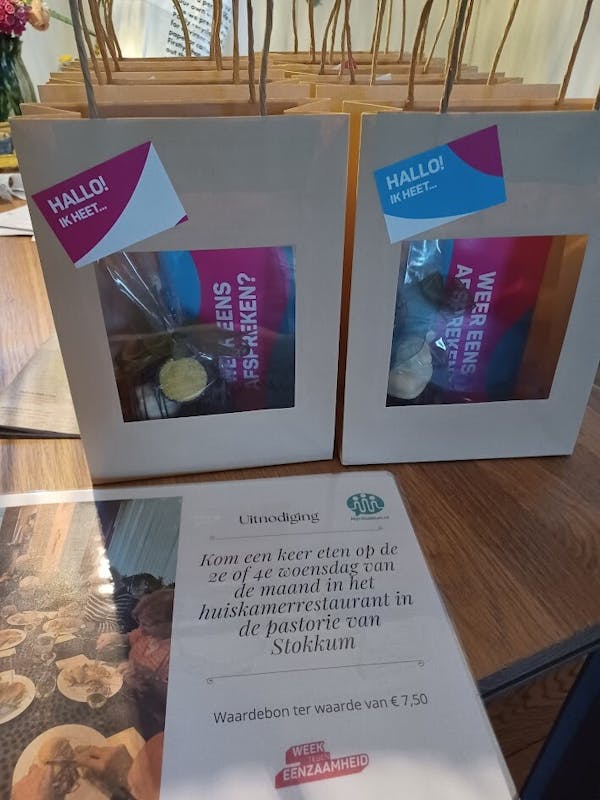 HALLO!
IK HEET...
HALLO!
IK HEET...
WEER EENS
AFSPREKEN?
WEER EENS
AFSPREKEN?
Uitnodiging
Kom een keer eten op de
2e of 4e woensdag van
de maand in het
huiskamerrestaurant in
de pastorie van
Stokkum
Waardebon ter waarde van € 7,50
WEEK
TEGEN
EENZAAMHEID